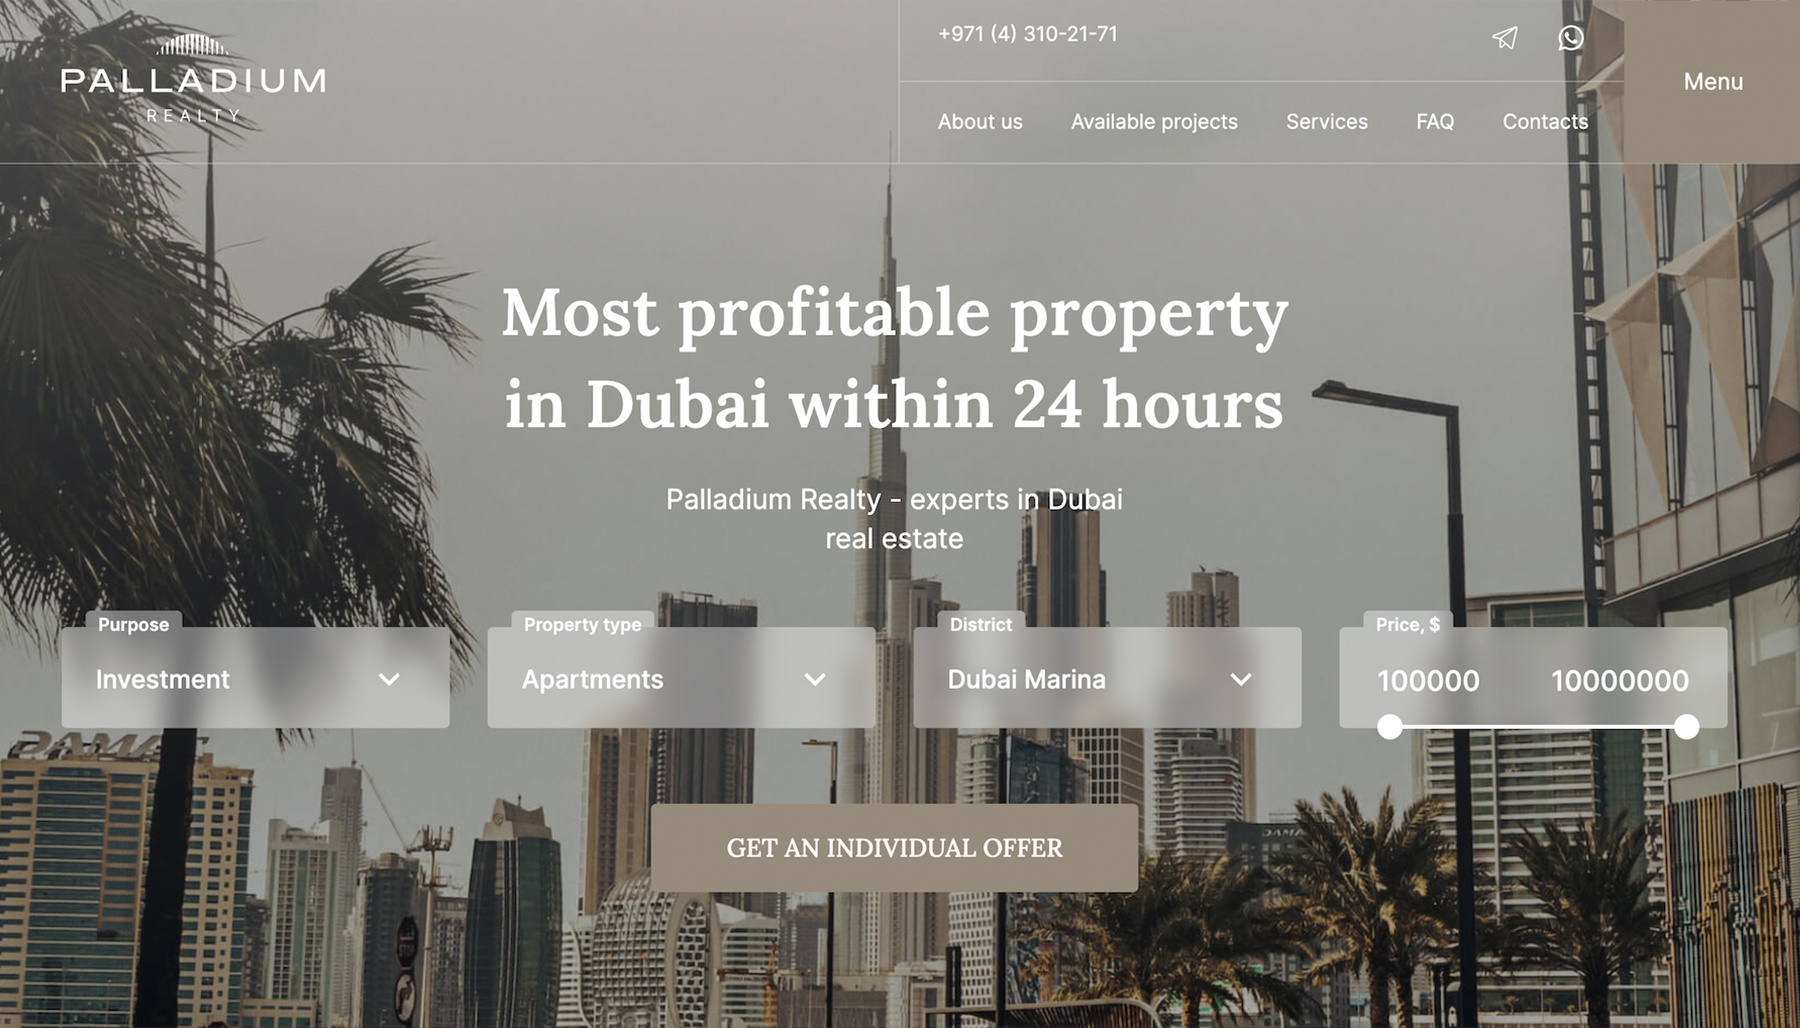 PALLADIUM
REALTY
+971 (4) 310-21-71
Menu
About us Available projects Services FAQ Contacts
Most profitable property
in Dubai within 24 hours
Palladium Realty - experts in Dubai
real estate
Purpose
Investment
Property type
Apartments
District
Dubai Marina
Price, $
100000 10000000
DAMAC
GET AN INDIVIDUAL OFFER
DAMAC